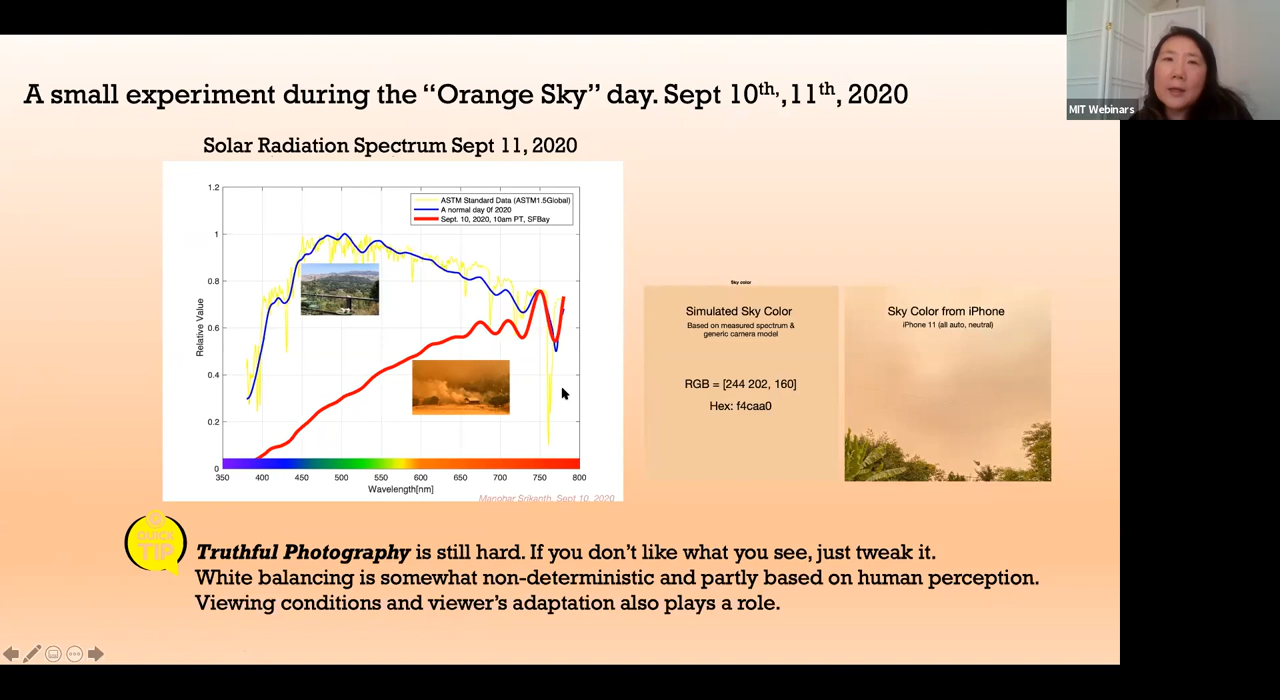 MIT Webinars
A small experiment during the “Orange Sky” day. Sept 10th,,11th, 2020
Solar Radiation Spectrum Sept 11, 2020
1.2
1
0.8
0.6
0.4
0.2
0
Relative Value
ASTM Standard Data (ASTM1.5Global)
A normal day 0f 2020
Sept. 10, 2020, 10am PT, SFBay
350 400 450 500 550 600 650 700 750 800
Wavelength[nm]
Manohar Srikanth, Sept 10, 2020
Sky color
Simulated Sky Color
Based on measured spectrum &
generic camera model
RGB = [244 202, 160]
Hex: f4caa0
Sky Color from iPhone
iPhone 11 (all auto, neutral)
QUICK
TIP
Truthful Photography is still hard. If you don’t like what you see, just tweak it.
White balancing is somewhat non-deterministic and partly based on human perception.
Viewing conditions and viewer’s adaptation also plays a role.